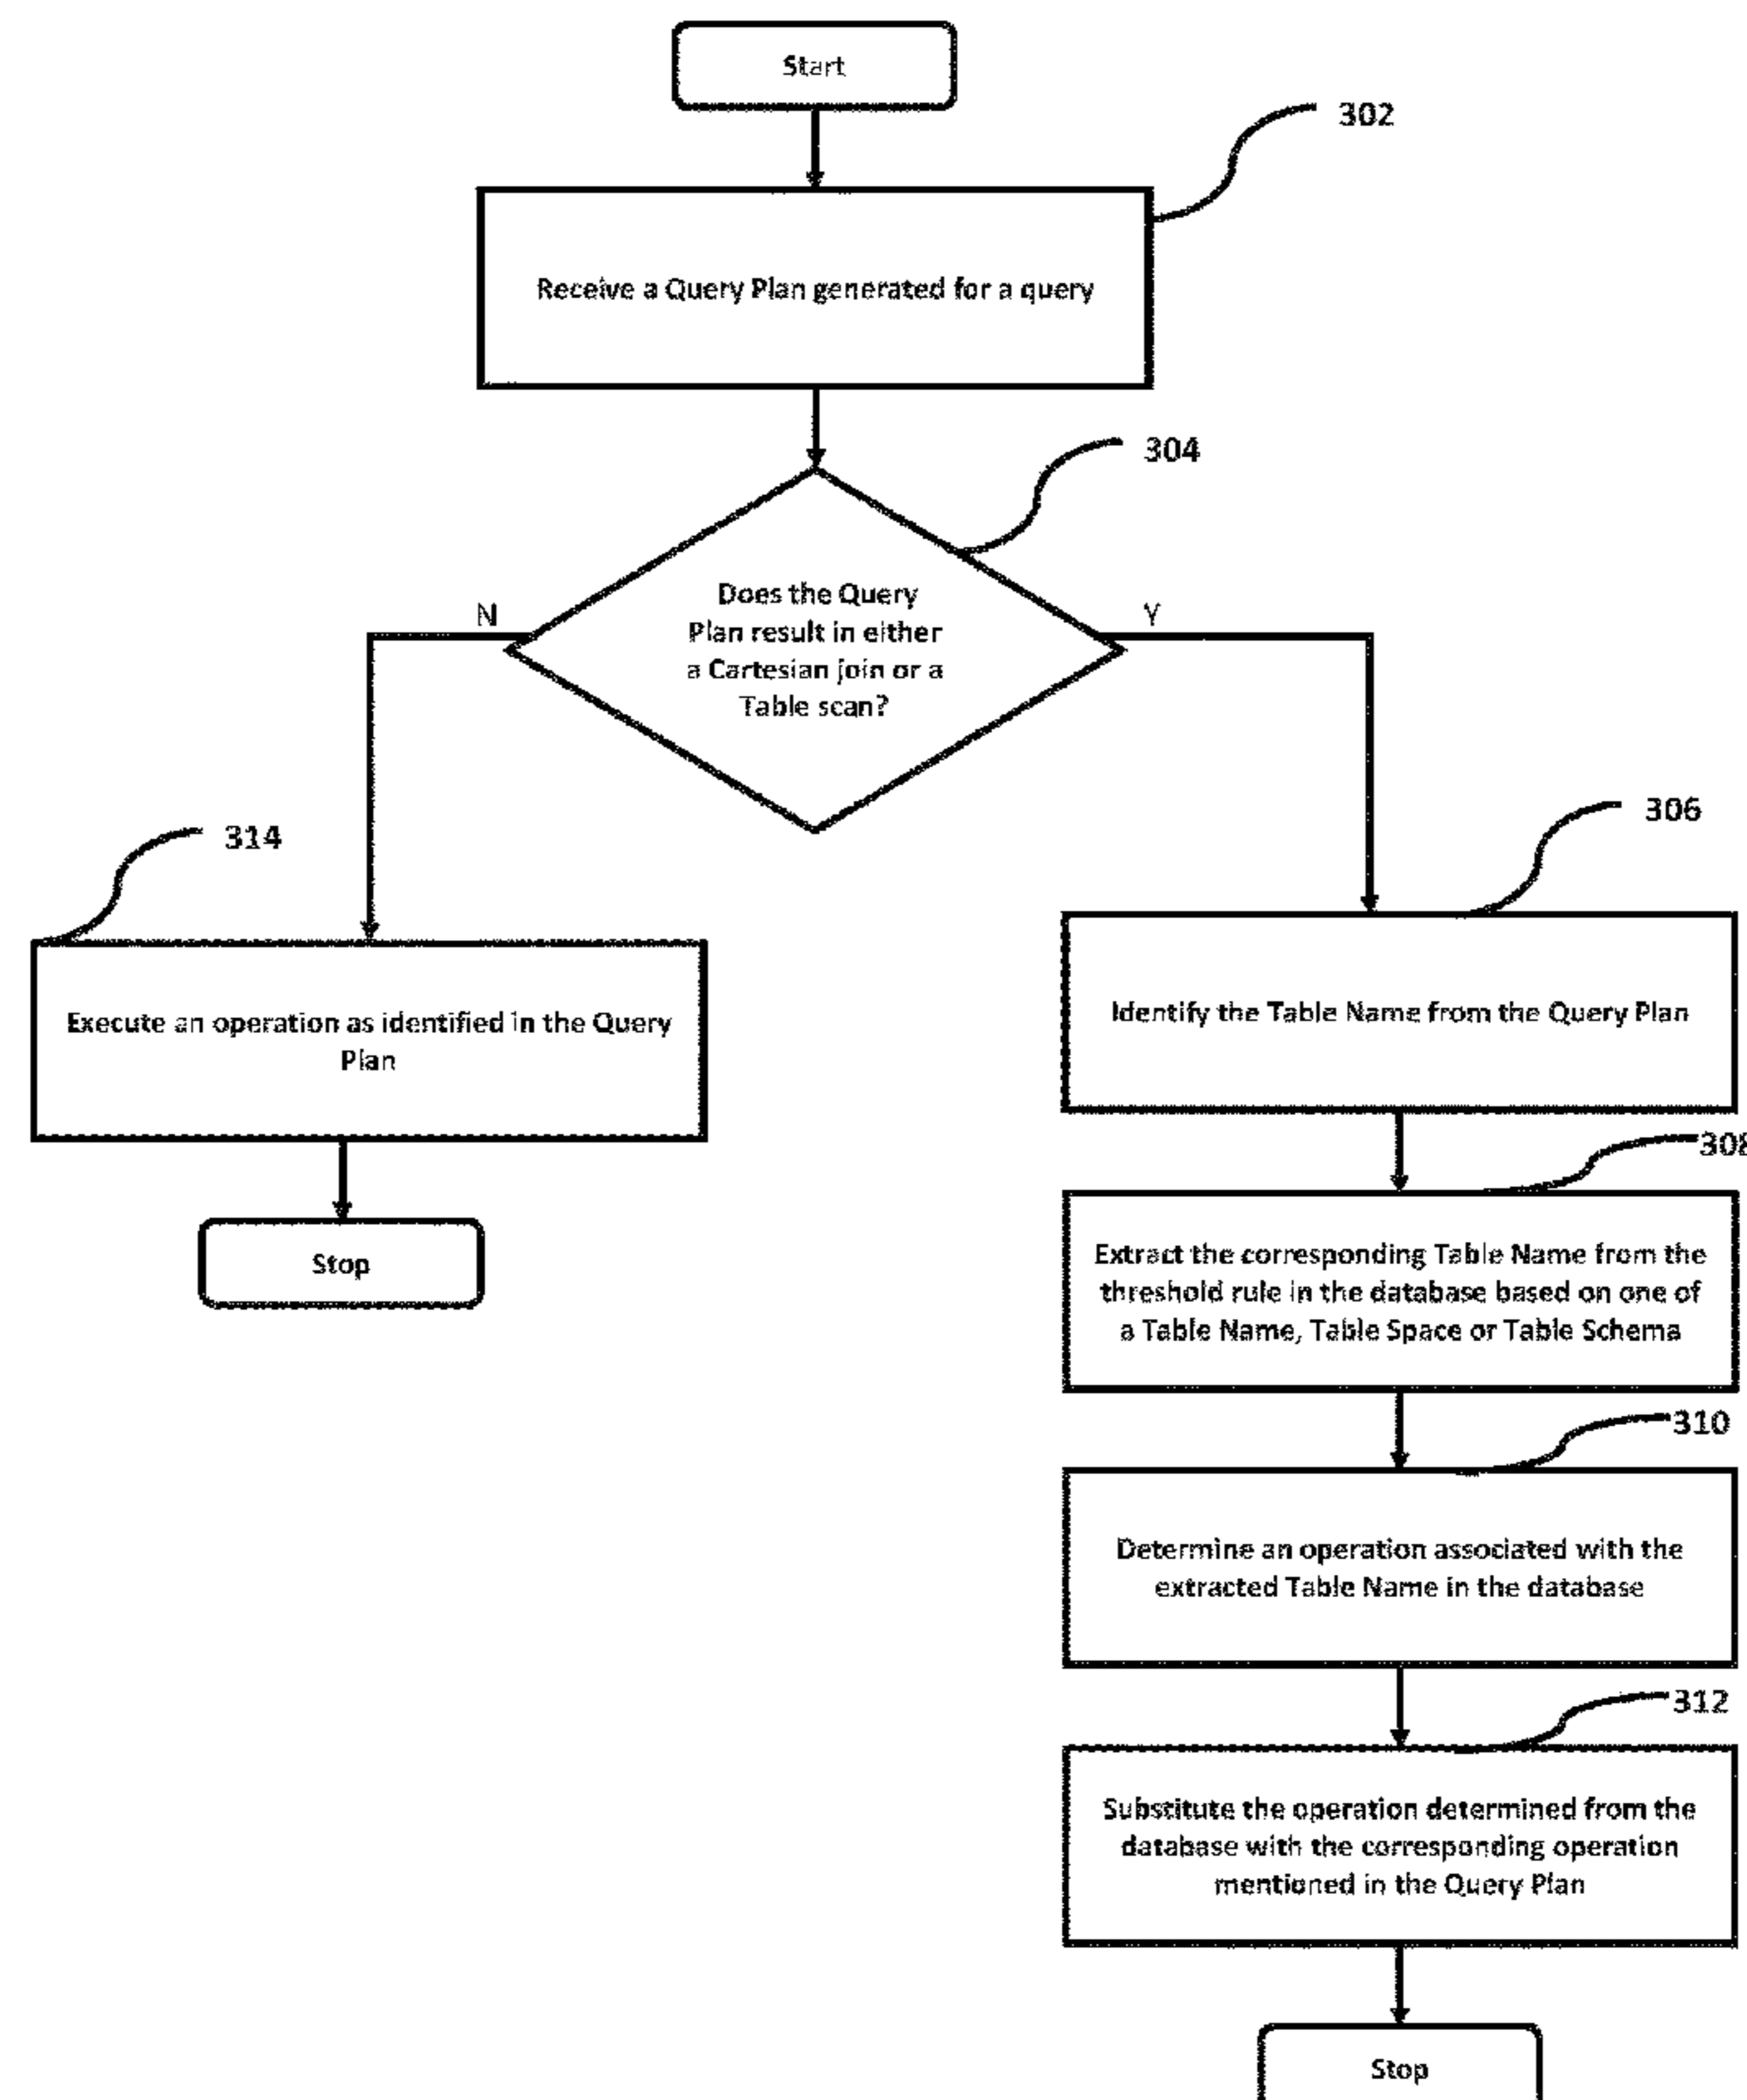 Start
302
Receive a Query Plan generated for a query
304
Does the Query
Plan result in either
a Cartesian join or a
Table scan?
N
Y
314
306
Execute an operation as identified in the Query
Plan
Identify the Table Name from the Query Plan
308
Stop
Extract the corresponding Table Name from the
threshold rule in the database based on one of
a Table Name, Table Space or Table Schema
310
Determine an operation associated with the
extracted Table Name in the database
312
Substitute the operation determined from the
database with the corresponding operation
mentioned in the Query Plan
Stop